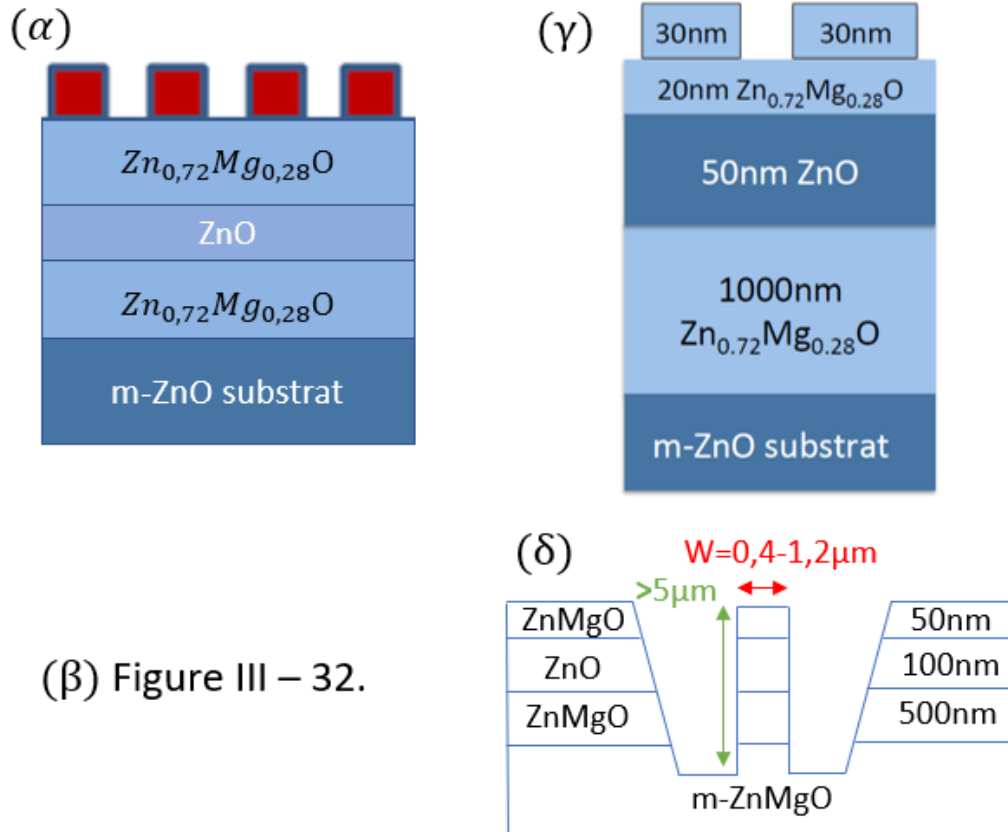 (α)
Zn₀,₇₂Mg₀,₂₈O
ZnO
Zn₀,₇₂Mg₀,₂₈O
m-ZnO substrat
(γ)
30nm 30nm
20nm Zn₀.₇₂Mg₀.₂₈O
50nm ZnO
1000nm
Zn₀.₇₂Mg₀.₂₈O
m-ZnO substrat
(β) Figure III – 32.
(δ)
W=0,4-1,2μm
>5μm
ZnMgO 50nm
ZnO 100nm
ZnMgO 500nm
m-ZnMgO